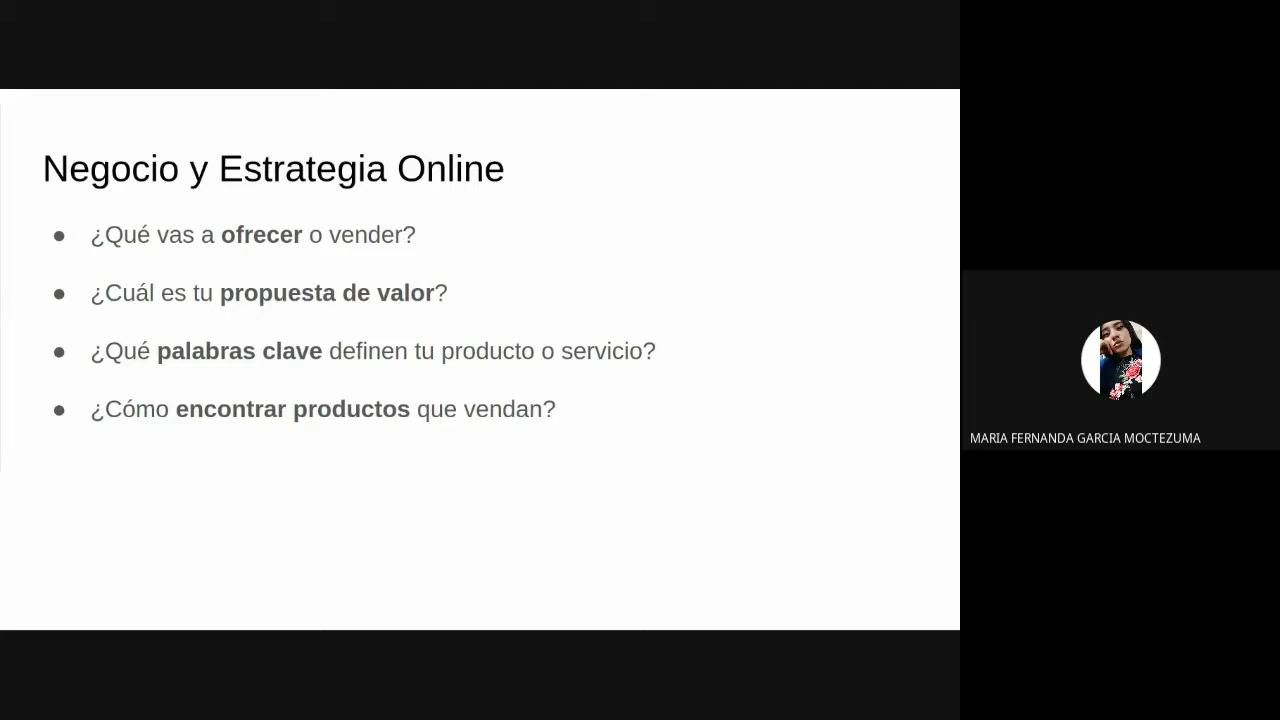 Negocio y Estrategia Online
● ¿Qué vas a ofrecer o vender?
● ¿Cuál es tu propuesta de valor?
● ¿Qué palabras clave definen tu producto o servicio?
● ¿Cómo encontrar productos que vendan?
MARIA FERNANDA GARCIA MOCTEZUMA